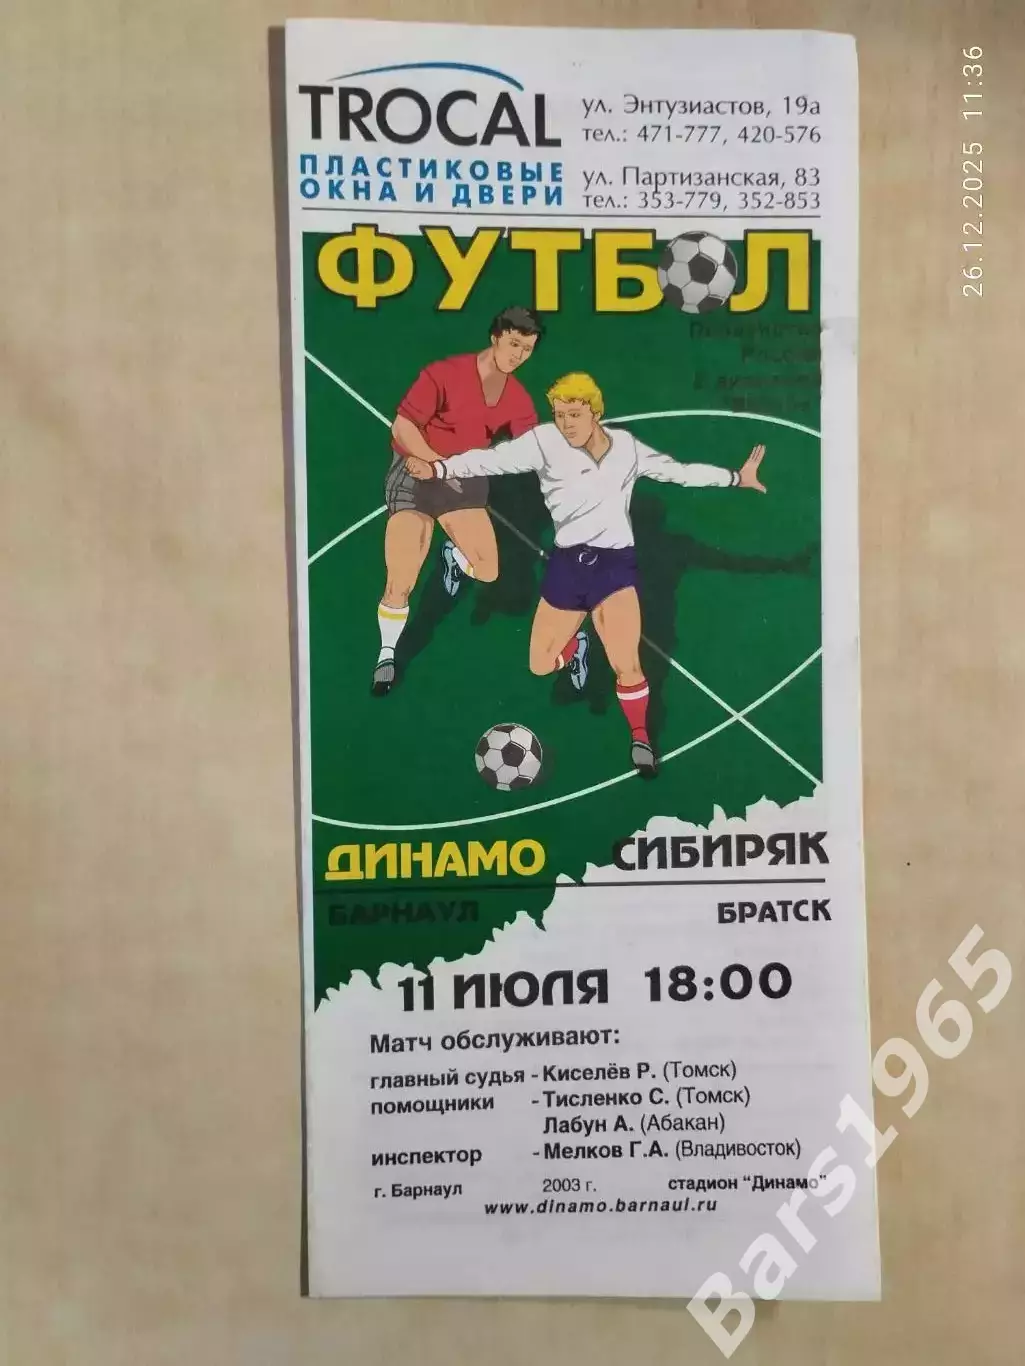 TROCAL
ПЛАСТИКОВЫЕ
ОКНА И ДВЕРИ
ул. Энтузиастов, 19а
тел.: 471-777, 420-576
ул. Партизанская, 83
тел.: 353-779, 352-853
ФУТБОЛ
Первенство
России
ДИНАМО
БАРНАУЛ
СИБИРЯК
БРАТСК
11 ИЮЛЯ 18:00
Матч обслуживают:
главный судья - Киселёв Р. (Томск)
помощники - Тисленко С. (Томск)
Лабун А. (Абакан)
инспектор - Мелков Г.А. (Владивосток)
г. Барнаул 2003 г. стадион "Динамо"
www.dinamo.barnaul.ru
26.12.2025 11:36
Bars1965